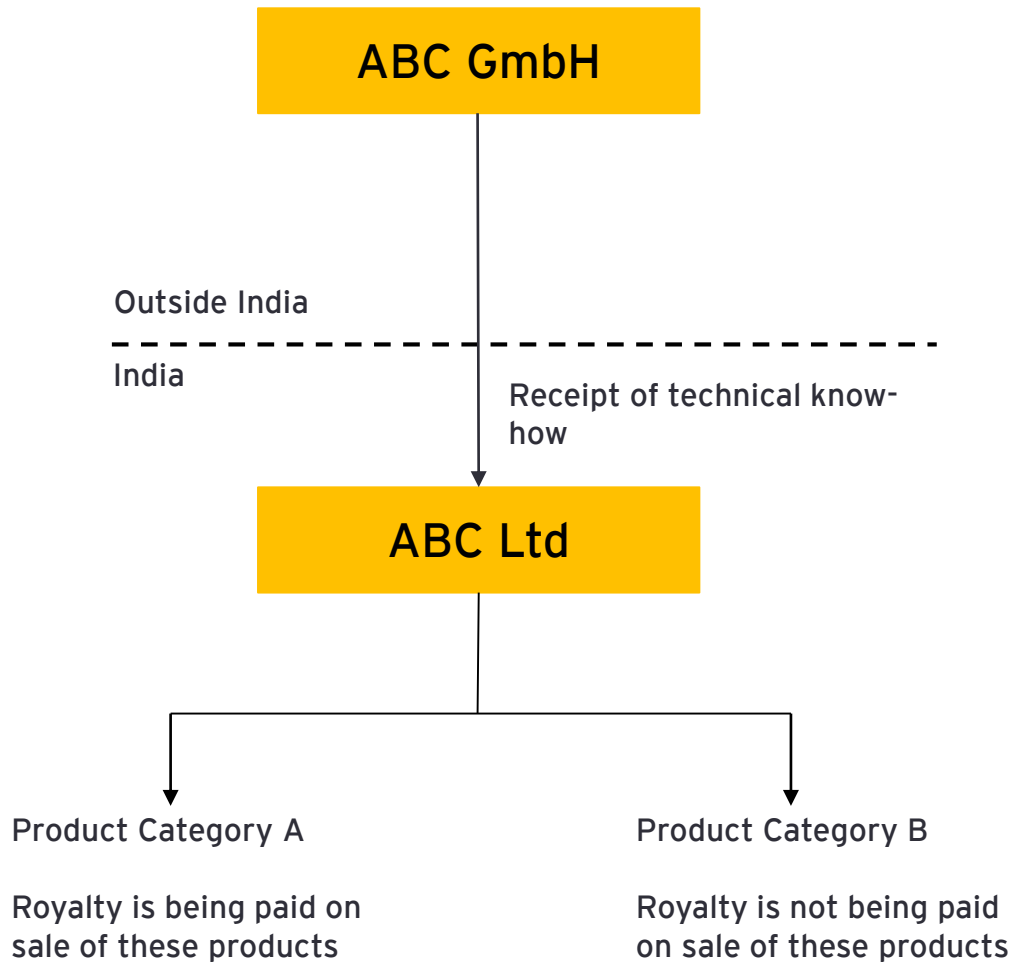 ABC GmbH
Outside India
India
Receipt of technical know-
how
ABC Ltd
Product Category A
Royalty is being paid on
sale of these products
Product Category B
Royalty is not being paid
on sale of these products